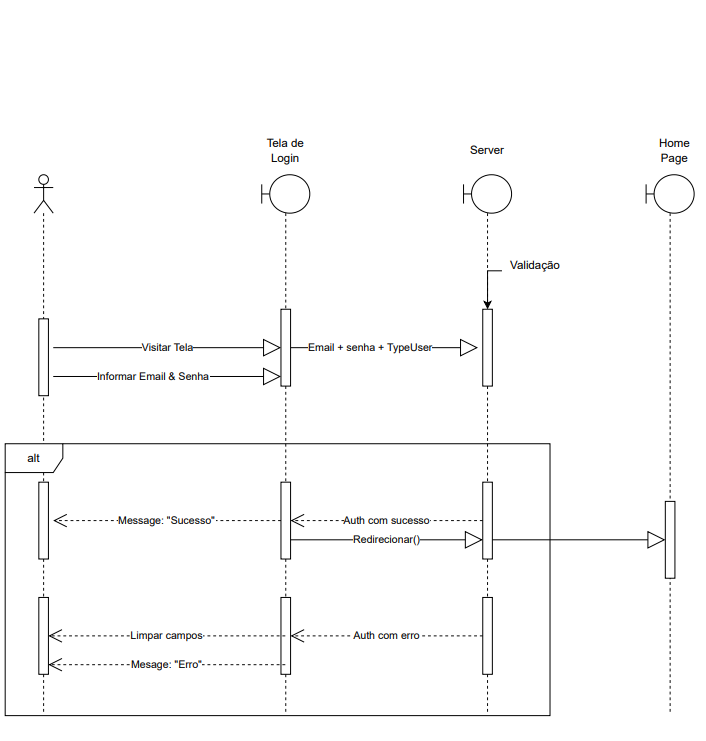 Tela de
Login
Server
Home
Page
Validação
Visitar Tela
Email + senha + TypeUser
Informar Email & Senha
alt
Message: "Sucesso"
Auth com sucesso
Redirecionar()
Limpar campos
Auth com erro
Mesage: "Erro"